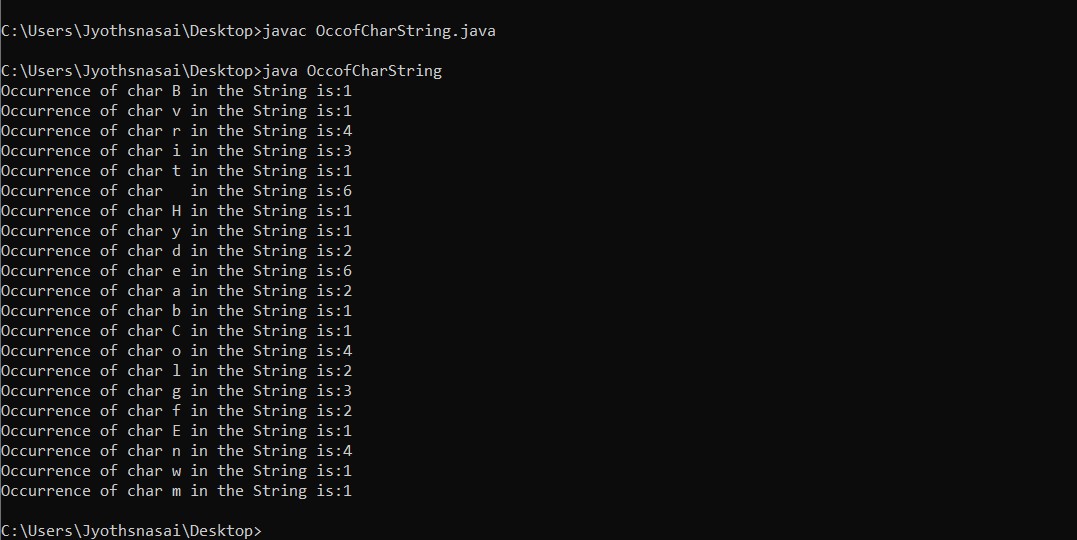 C:\Users\Jyothsnasai\Desktop>javac OccofCharString.java
C:\Users\Jyothsnasai\Desktop>java OccofCharString
Occurrence of char B in the String is:1
Occurrence of char v in the String is:1
Occurrence of char r in the String is:4
Occurrence of char i in the String is:3
Occurrence of char t in the String is:1
Occurrence of char   in the String is:6
Occurrence of char H in the String is:1
Occurrence of char y in the String is:1
Occurrence of char d in the String is:2
Occurrence of char e in the String is:6
Occurrence of char a in the String is:2
Occurrence of char b in the String is:1
Occurrence of char C in the String is:1
Occurrence of char o in the String is:4
Occurrence of char l in the String is:2
Occurrence of char g in the String is:3
Occurrence of char f in the String is:2
Occurrence of char E in the String is:1
Occurrence of char n in the String is:4
Occurrence of char w in the String is:1
Occurrence of char m in the String is:1
C:\Users\Jyothsnasai\Desktop>